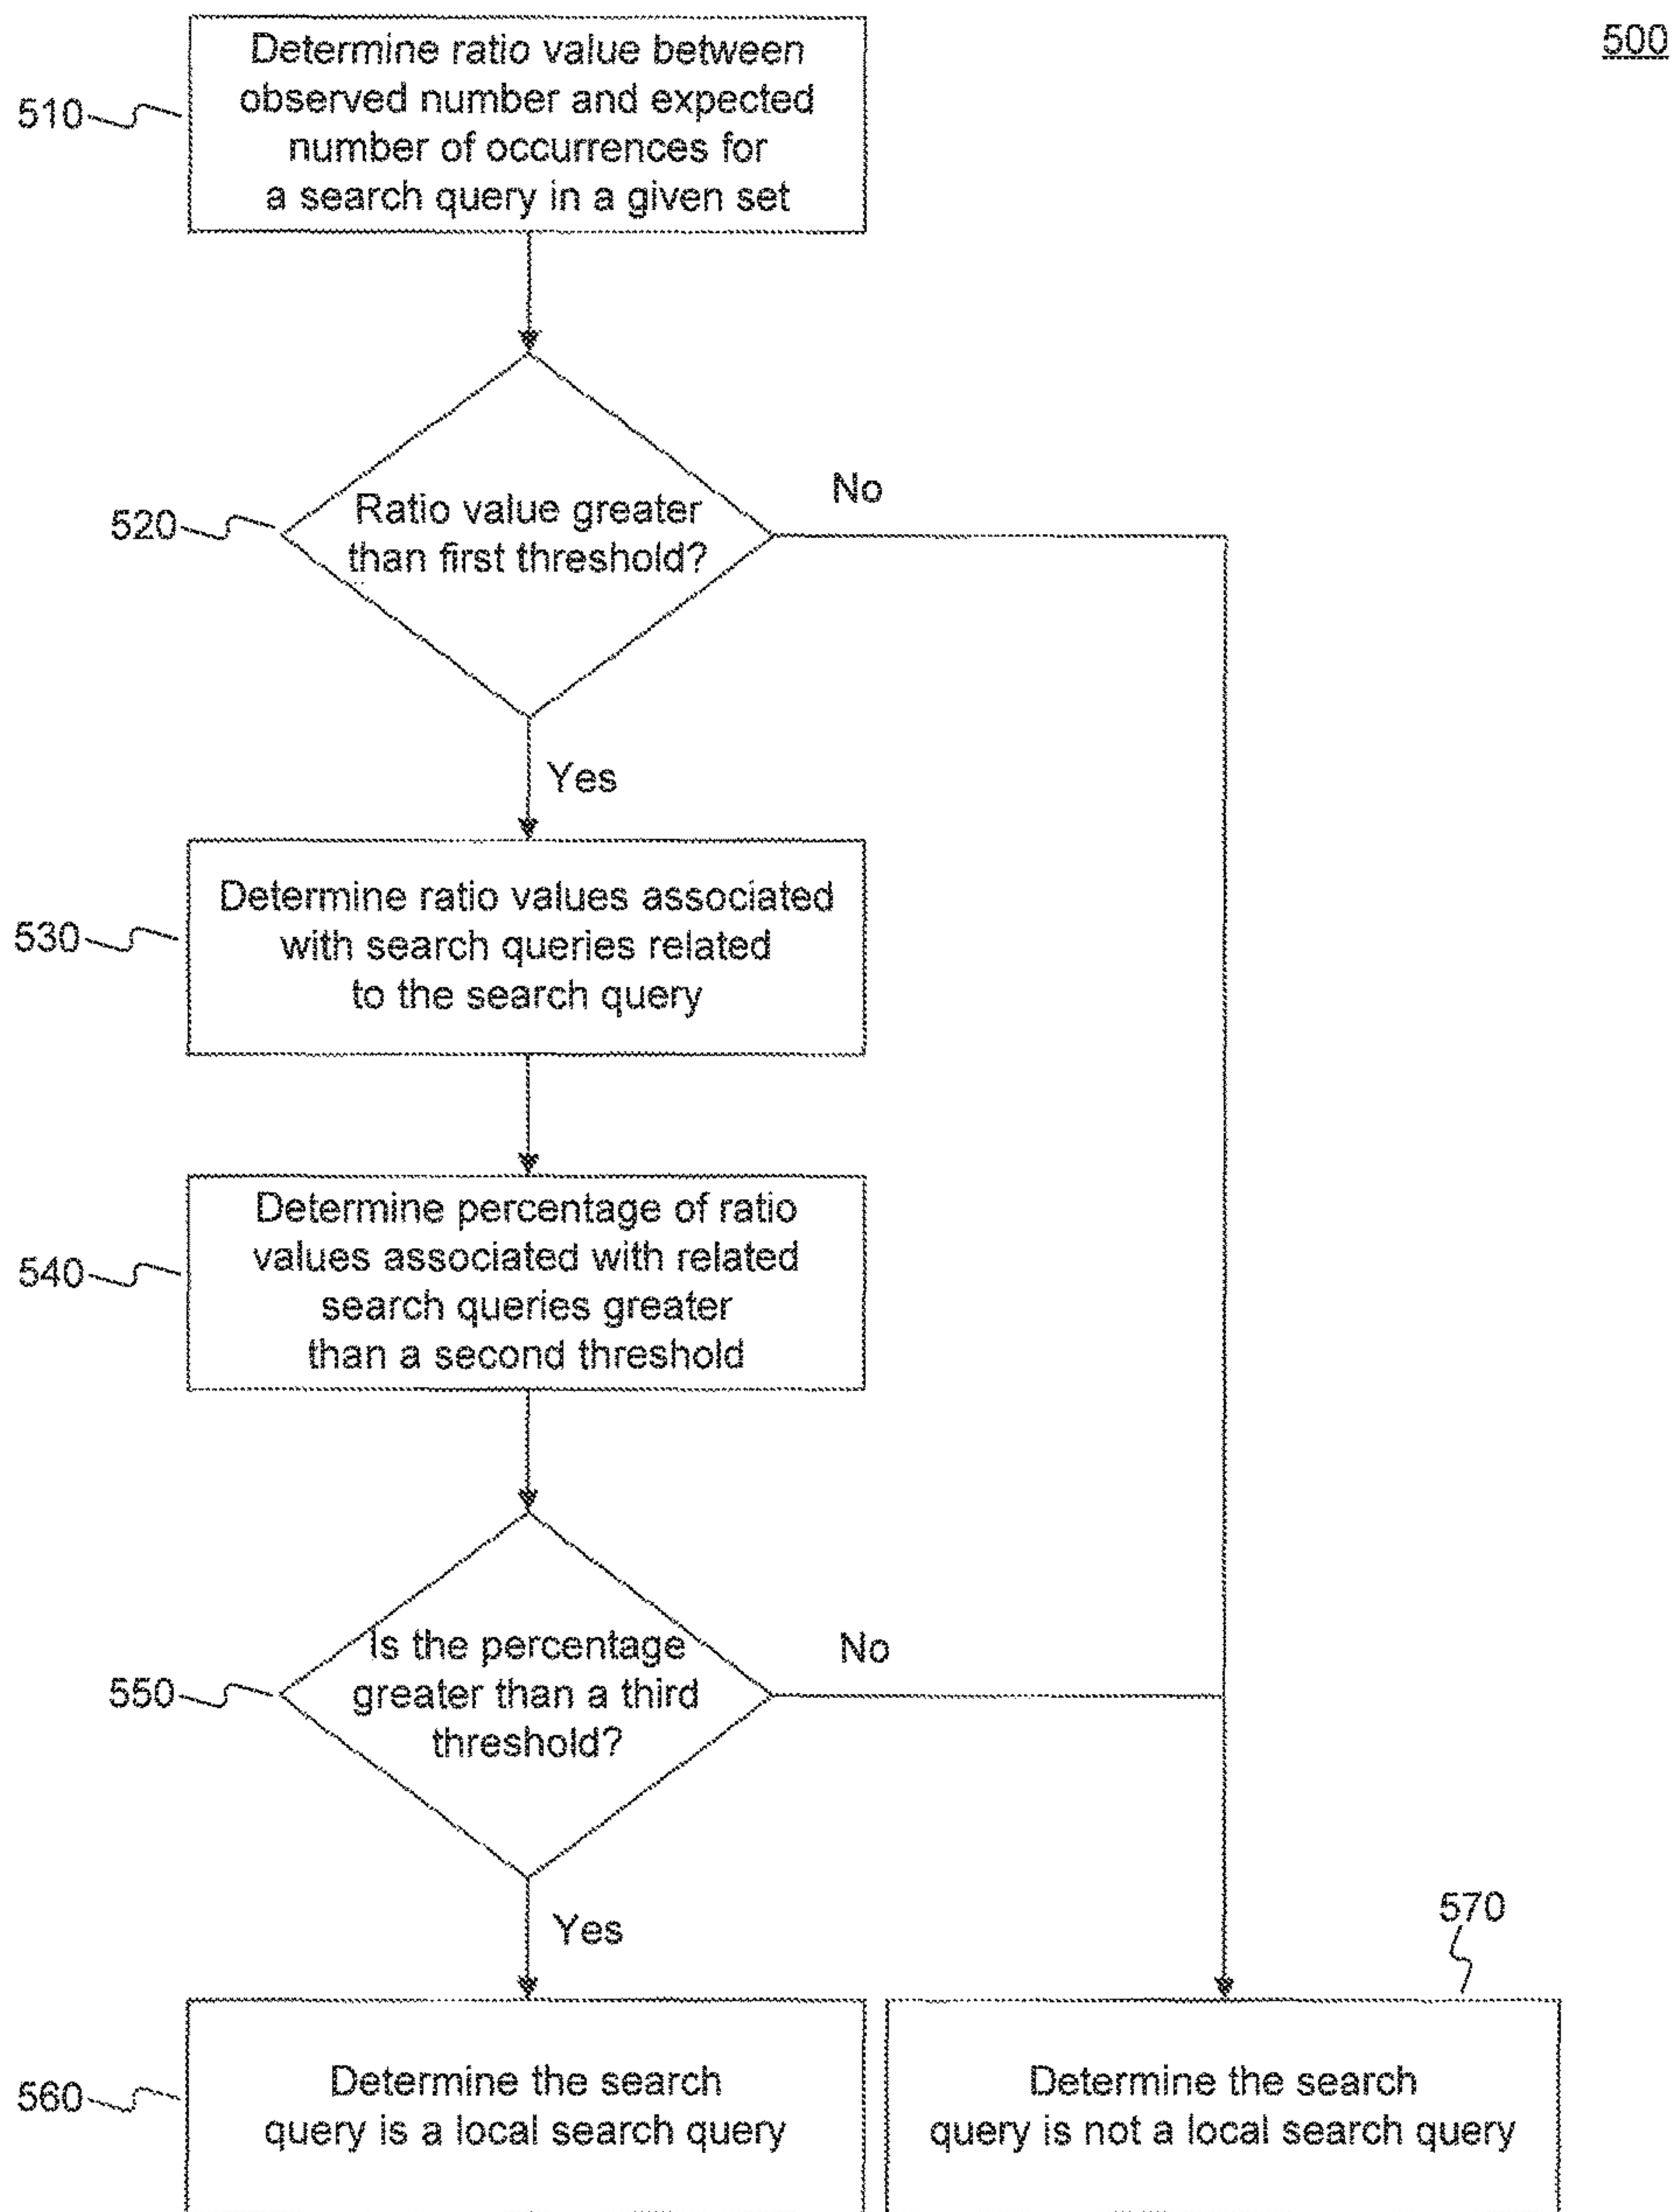 500
Determine ratio value between
observed number and expected
number of occurrences for
a search query in a given set
510
Ratio value greater
than first threshold?
520
No
Yes
Determine ratio values associated
with search queries related
to the search query
530
Determine percentage of ratio
values associated with related
search queries greater
than a second threshold
540
Is the percentage
greater than a third
threshold?
550
No
Yes
570
Determine the search
query is a local search query
560
Determine the search
query is not a local search query